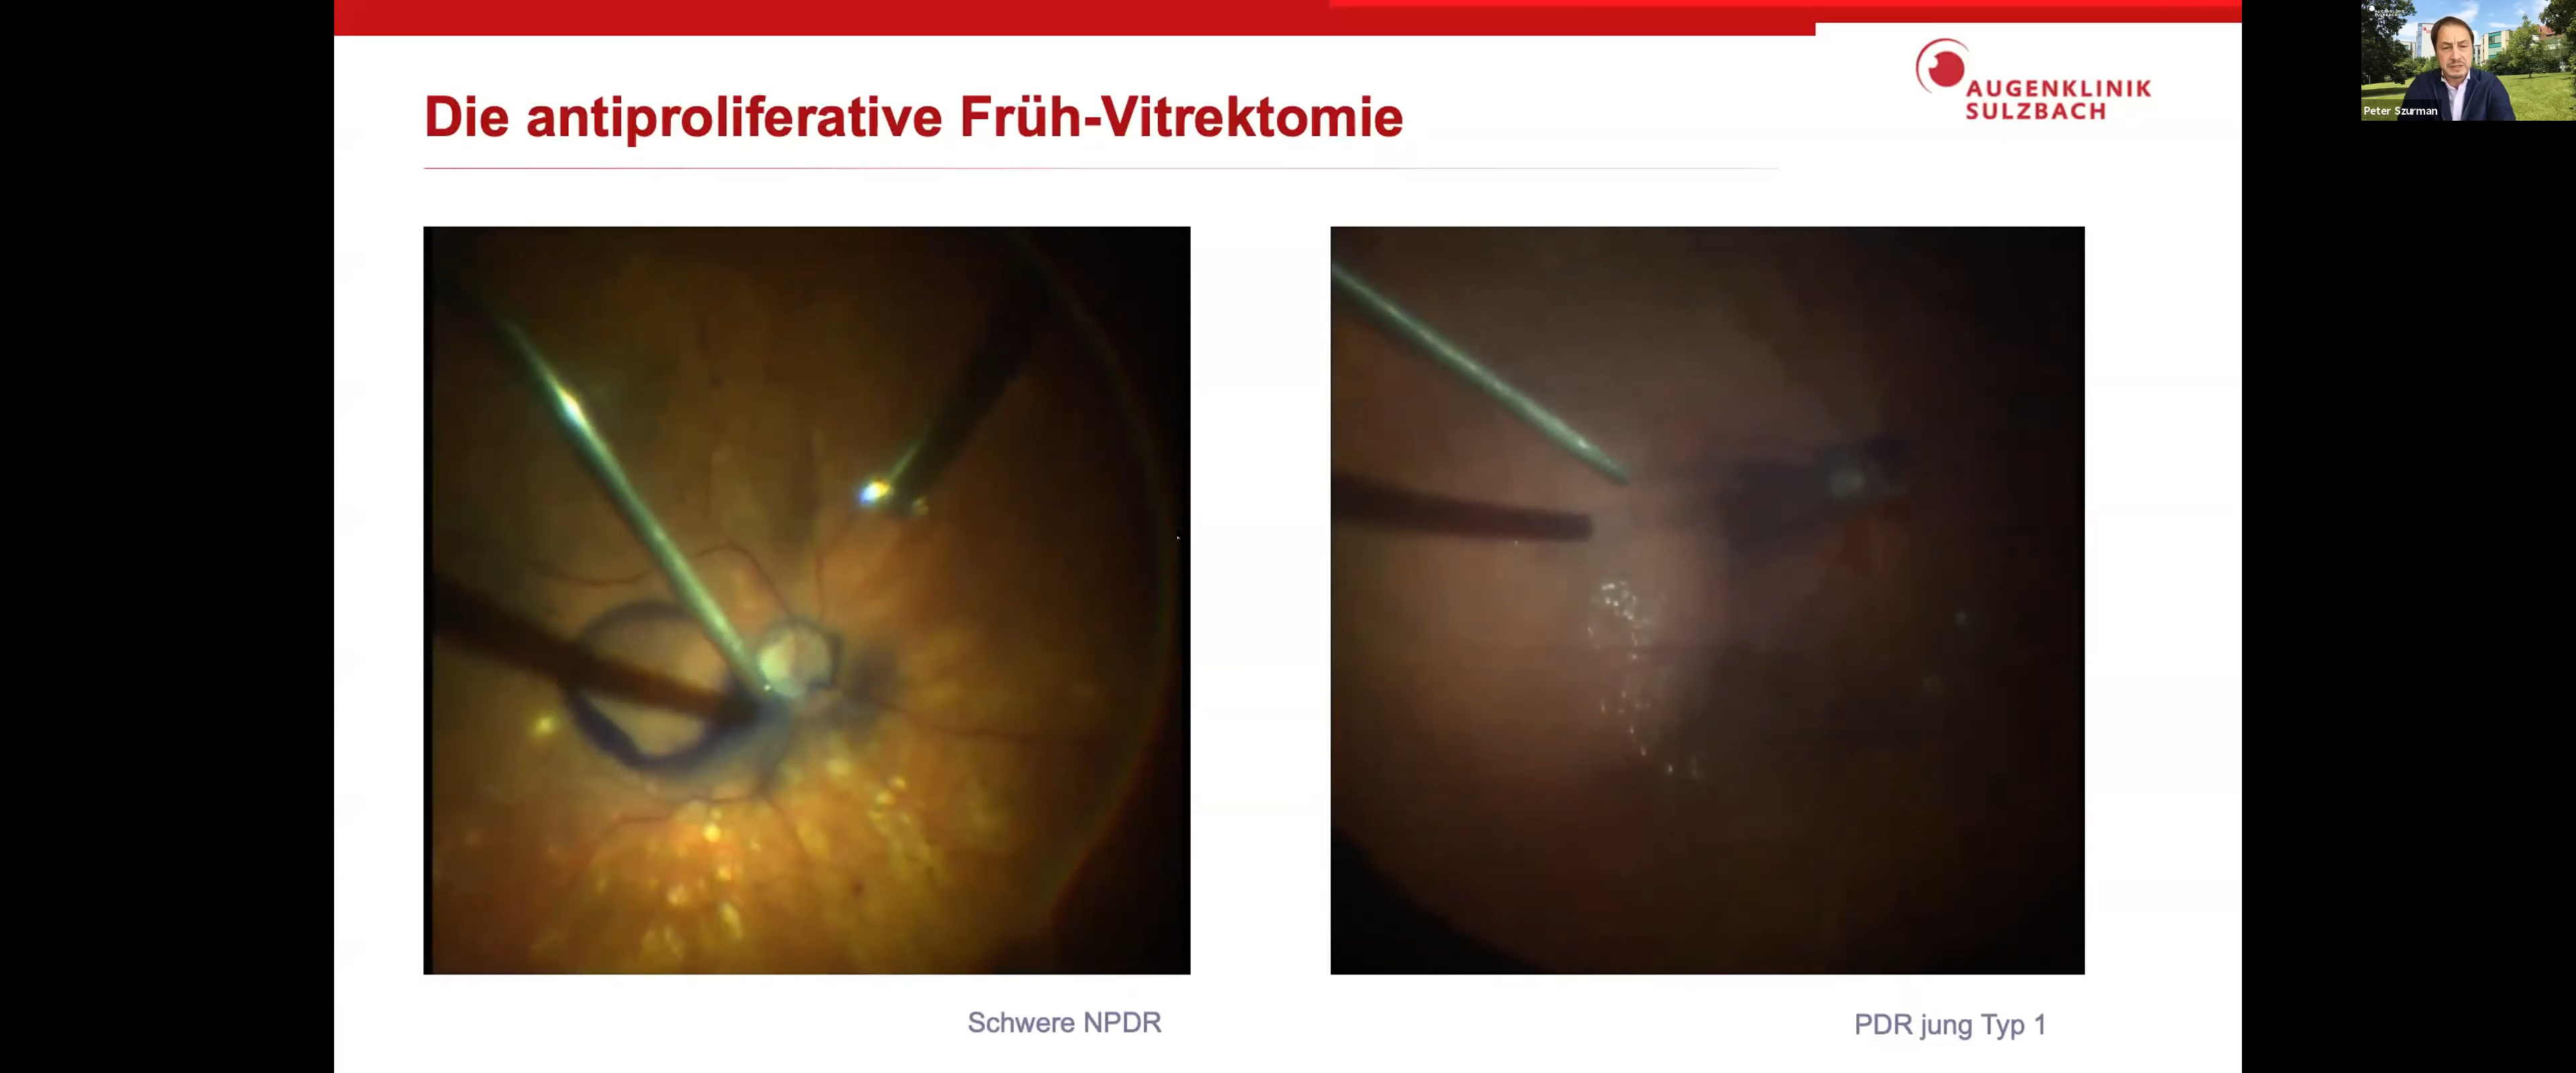 Die antiproliferative Früh-Vitrektomie
AUGENKLINIK
SULZBACH
Peter Szurman
Schwere NPDR
PDR jung Typ 1